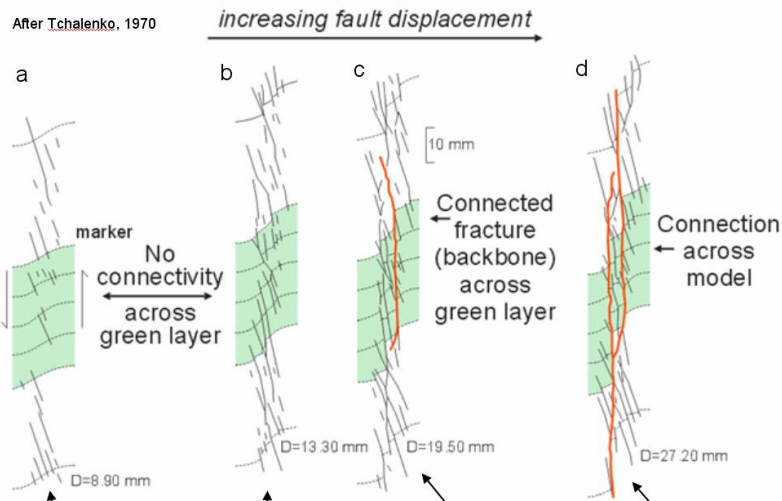 After Tchalenko, 1970
increasing fault displacement
a
b
c
d
10 mm
marker
No
connectivity
across
green layer
Connected
fracture
(backbone)
across
green layer
Connection
across
model
D=8.90 mm
D=13.30 mm
D=19.50 mm
D=27.20 mm